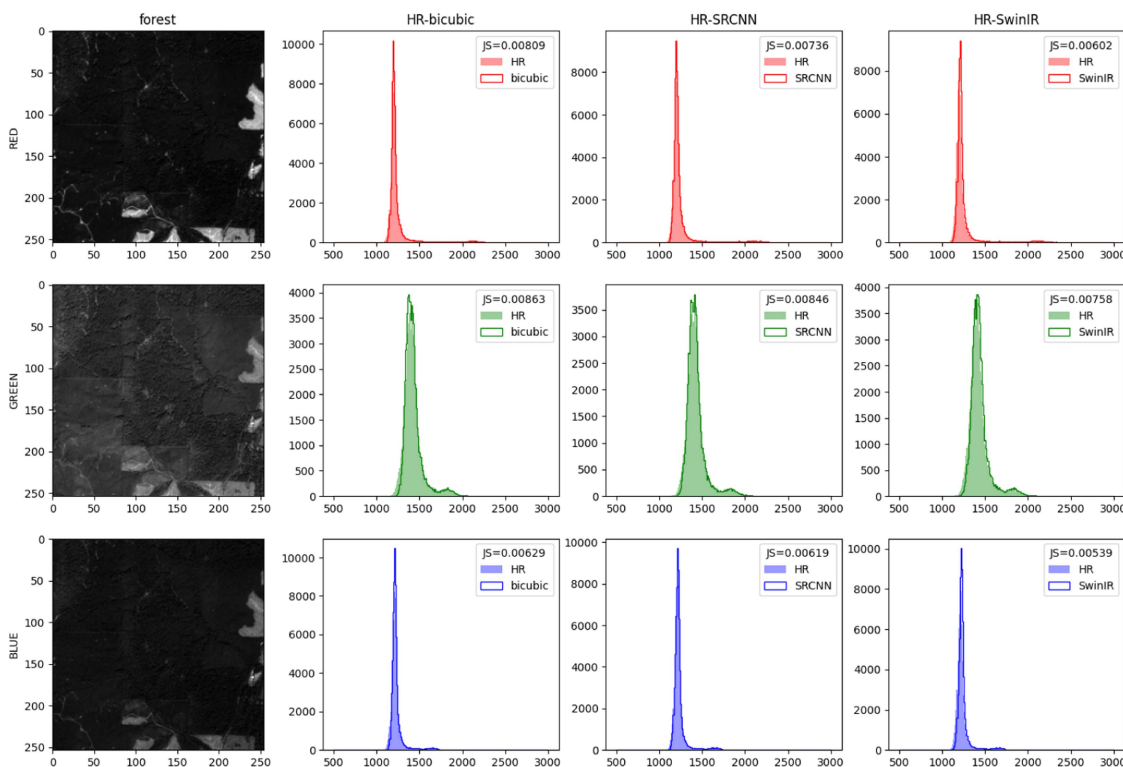 forest
HR-bicubic
HR-SRCNN
HR-SwinIR
RED
0
50
100
150
200
250
0 50 100 150 200 250
10000
8000
6000
4000
2000
0
500 1000 1500 2000 2500 3000
JS=0.00809
HR
bicubic
8000
6000
4000
2000
0
500 1000 1500 2000 2500 3000
JS=0.00736
HR
SRCNN
8000
6000
4000
2000
0
500 1000 1500 2000 2500 3000
JS=0.00602
HR
SwinIR
GREEN
0
50
100
150
200
250
0 50 100 150 200 250
4000
3500
3000
2500
2000
1500
1000
500
0
500 1000 1500 2000 2500 3000
JS=0.00863
HR
bicubic
3500
3000
2500
2000
1500
1000
500
0
500 1000 1500 2000 2500 3000
JS=0.00846
HR
SRCNN
4000
3500
3000
2500
2000
1500
1000
500
0
500 1000 1500 2000 2500 3000
JS=0.00758
HR
SwinIR
BLUE
0
50
100
150
200
250
0 50 100 150 200 250
10000
8000
6000
4000
2000
0
500 1000 1500 2000 2500 3000
JS=0.00629
HR
bicubic
10000
8000
6000
4000
2000
0
500 1000 1500 2000 2500 3000
JS=0.00619
HR
SRCNN
10000
8000
6000
4000
2000
0
500 1000 1500 2000 2500 3000
JS=0.00539
HR
SwinIR